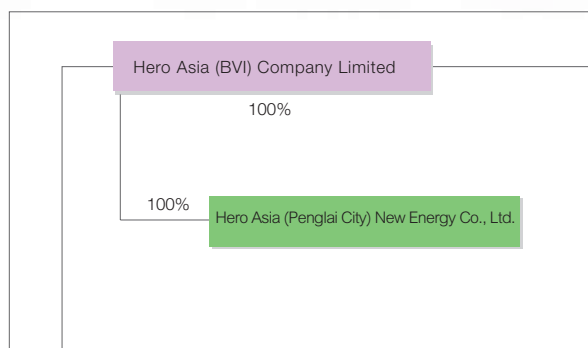 Hero Asia (BVI) Company Limited
100%
100%
Hero Asia (Penglai City) New Energy Co., Ltd.